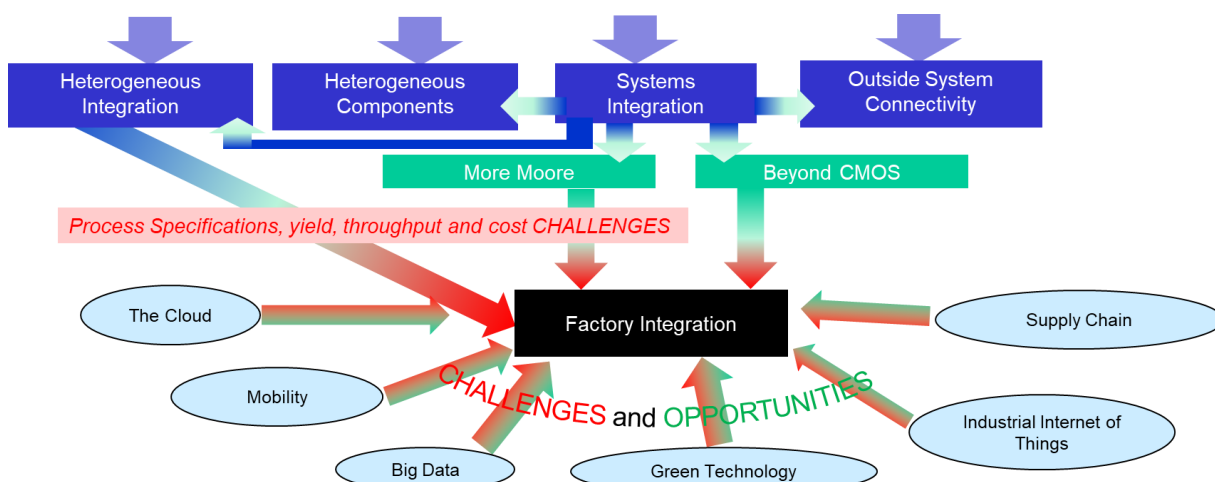 Heterogeneous
Integration
Heterogeneous
Components
Systems
Integration
Outside System
Connectivity
More Moore
Beyond CMOS
Process Specifications, yield, throughput and cost CHALLENGES
The Cloud
Factory Integration
Supply Chain
Mobility
CHALLENGES and OPPORTUNITIES
Industrial Internet of
Things
Big Data
Green Technology